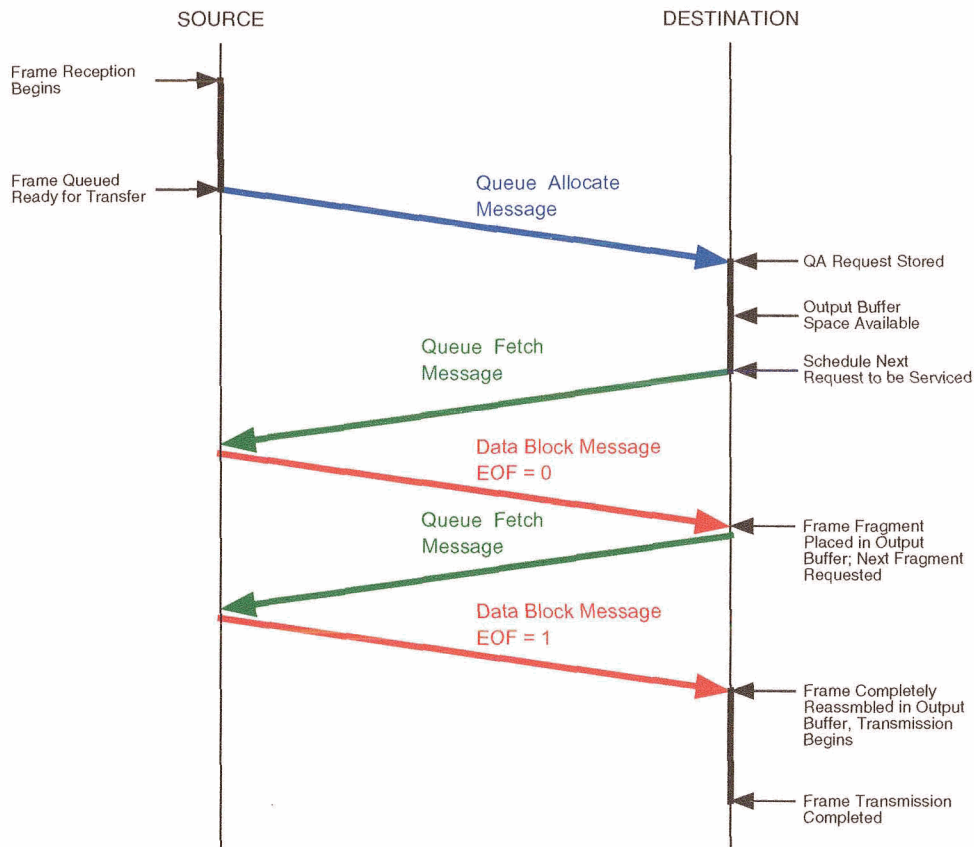 SOURCE
DESTINATION
Frame Reception
Begins
Frame Queued
Ready for Transfer
Queue Allocate
Message
QA Request Stored
Output Buffer
Space Available
Queue Fetch
Message
Schedule Next
Request to be Serviced
Data Block Message
EOF = 0
Queue Fetch
Message
Frame Fragment
Placed in Output
Buffer; Next Fragment
Requested
Data Block Message
EOF = 1
Frame Completely
Reassmbled in Output
Buffer, Transmission
Begins
Frame Transmission
Completed